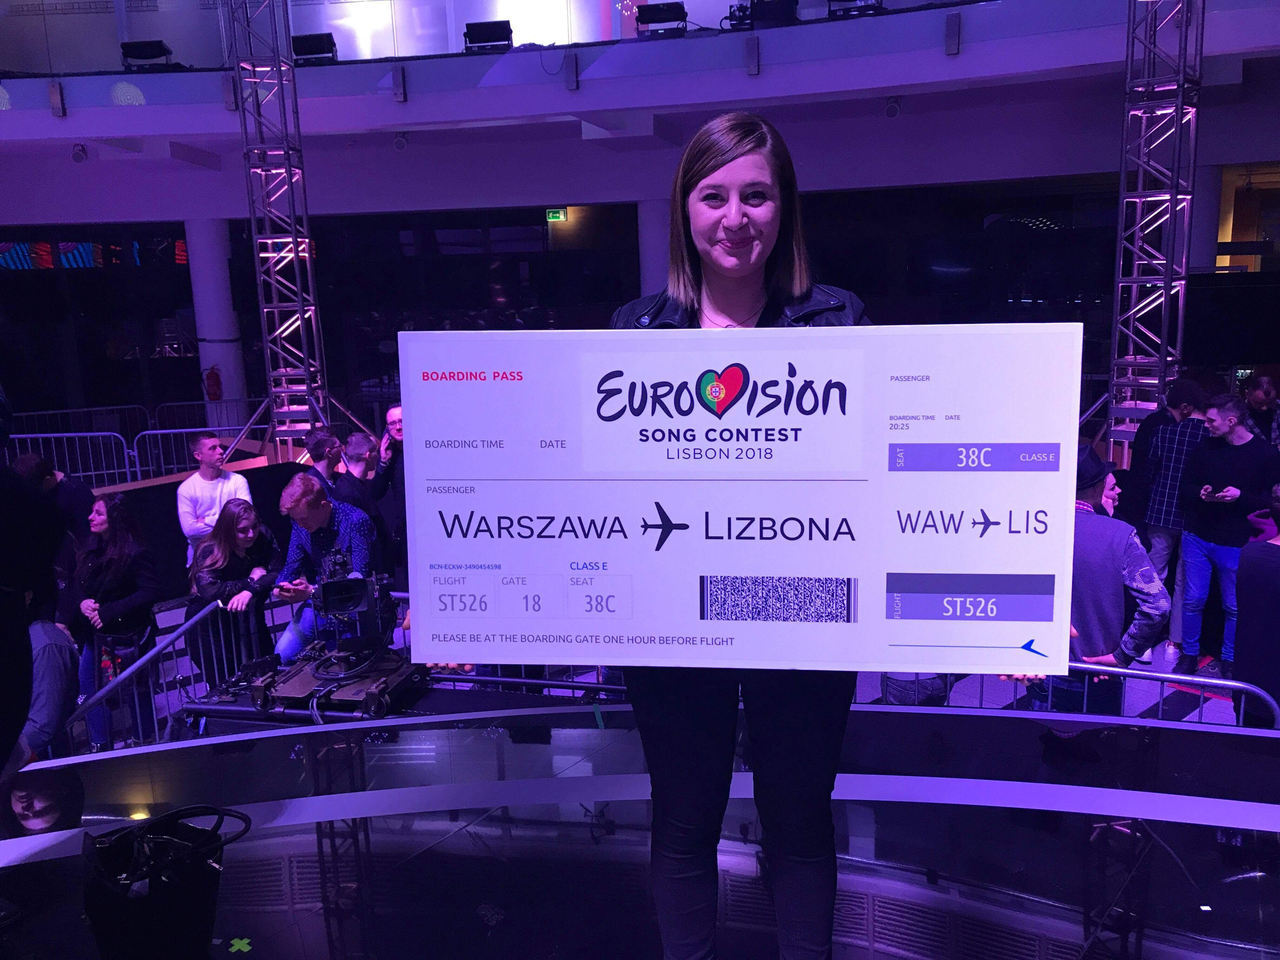 BOARDING PASS
EUROVISION
SONG CONTEST
LISBON 2018
BOARDING TIME DATE
PASSENGER
WARSZAWA LIZBONA
BCN-ECKW-3490454598 CLASS E
FLIGHT GATE SEAT
ST526 18 38C
PLEASE BE AT THE BOARDING GATE ONE HOUR BEFORE FLIGHT
PASSENGER
BOARDING TIME DATE
20:25
SEAT 38C CLASS E
WAW LIS
FLIGHT ST526